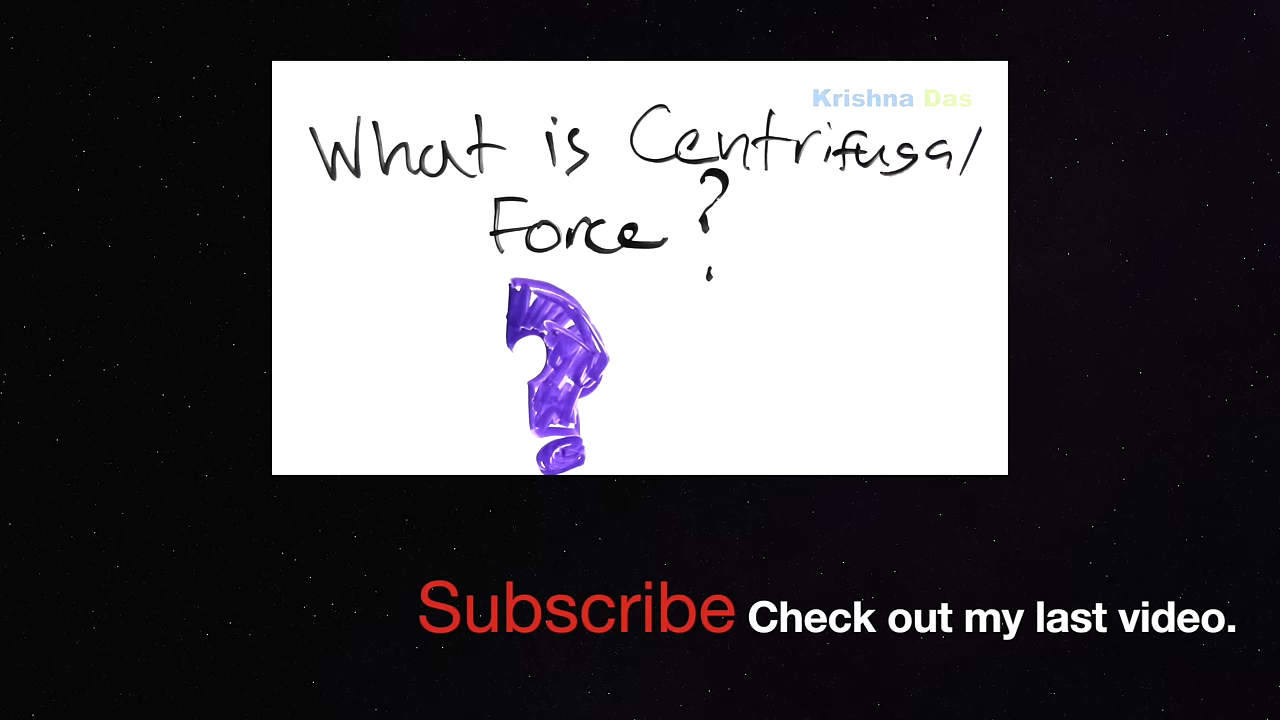 Krishna Das
What is Centrifugal
Force ?
?
Subscribe Check out my last video.